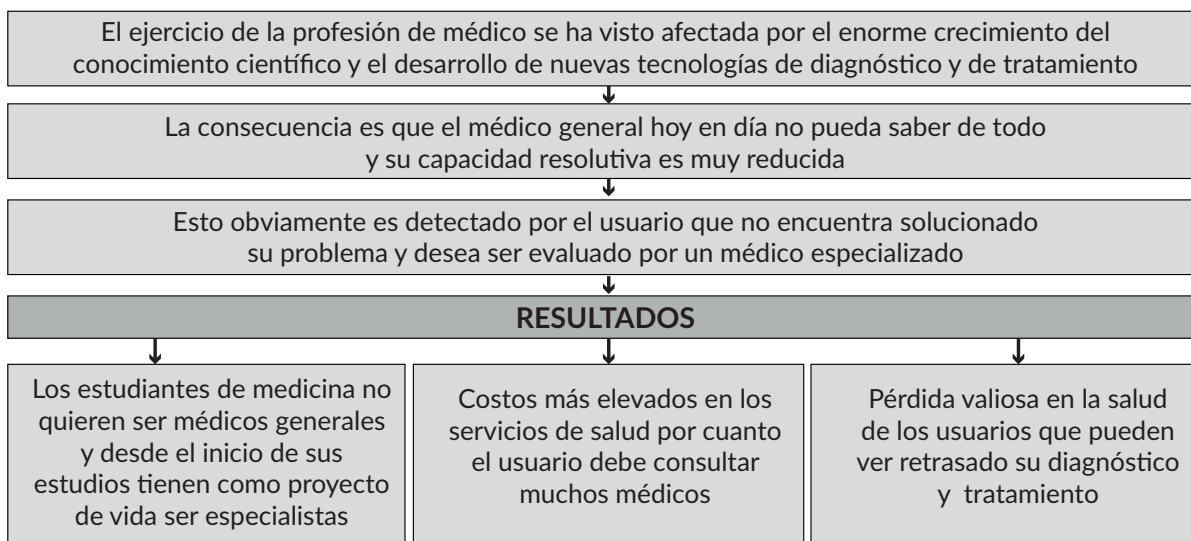 El ejercicio de la profesión de médico se ha visto afectada por el enorme crecimiento del
conocimiento científico y el desarrollo de nuevas tecnologías de diagnóstico y de tratamiento
La consecuencia es que el médico general hoy en día no pueda saber de todo
y su capacidad resolutiva es muy reducida
Esto obviamente es detectado por el usuario que no encuentra solucionado
su problema y desea ser evaluado por un médico especializado
RESULTADOS
Los estudiantes de medicina no
quieren ser médicos generales
y desde el inicio de sus
estudios tienen como proyecto
de vida ser especialistas
Costos más elevados en los
servicios de salud por cuanto
el usuario debe consultar
muchos médicos
Pérdida valiosa en la salud
de los usuarios que pueden
ver retrasado su diagnóstico
y tratamiento